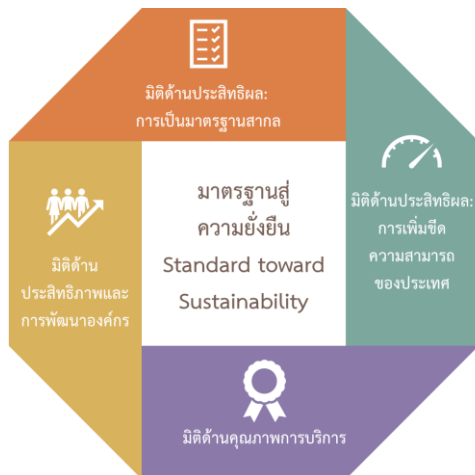 มิติด้านประสิทธิผล:
การเป็นมาตรฐานสากล
มิติด้านประสิทธิผล:
การเพิ่มขีด
ความสามารถ
ของประเทศ
มาตรฐานสู่
ความยั่งยืน
Standard toward
Sustainability
มิติด้าน
ประสิทธิภาพและ
การพัฒนาองค์กร
มิติด้านคุณภาพการบริการ